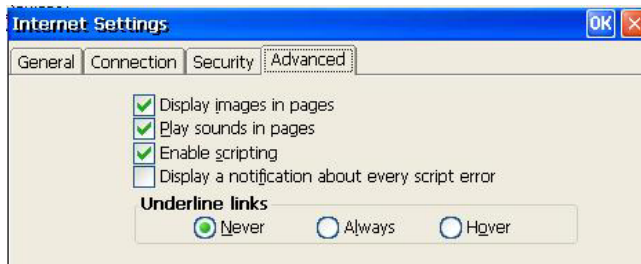 Internet Settings OK
General Connection Security Advanced
Display images in pages
Play sounds in pages
Enable scripting
Display a notification about every script error
Underline links
Never Always Hover